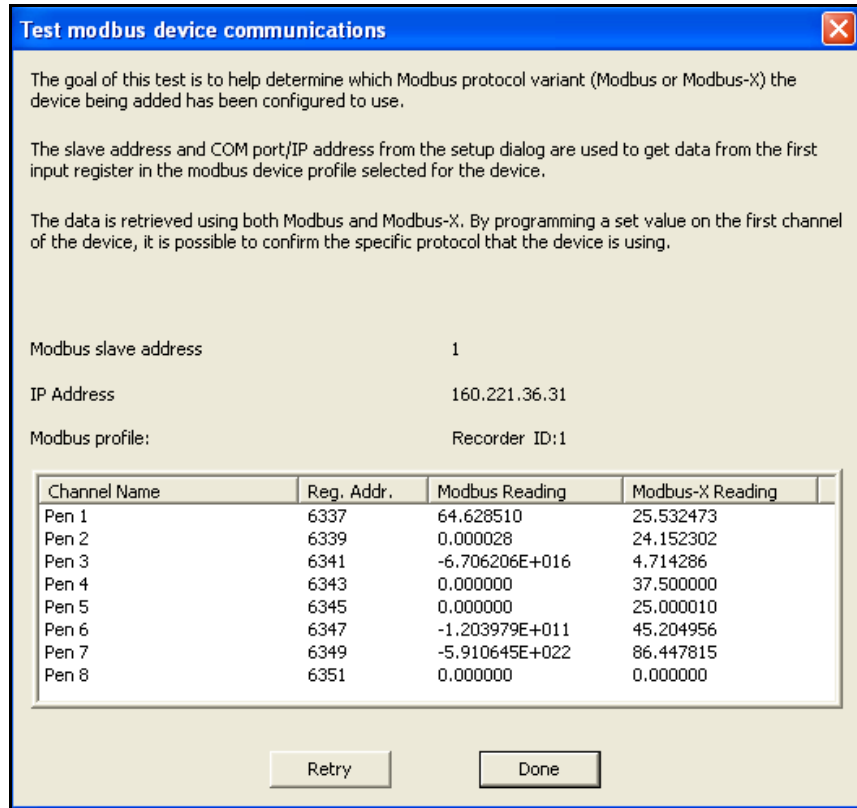 Test modbus device communications
The goal of this test is to help determine which Modbus protocol variant (Modbus or Modbus-X) the
device being added has been configured to use.
The slave address and COM port/IP address from the setup dialog are used to get data from the first
input register in the modbus device profile selected for the device.
The data is retrieved using both Modbus and Modbus-X. By programming a set value on the first channel
of the device, it is possible to confirm the specific protocol that the device is using.
Modbus slave address 1
IP Address 160.221.36.31
Modbus profile: Recorder ID:1
Channel Name Reg. Addr. Modbus Reading Modbus-X Reading
Pen 1 6337 64.628510 25.532473
Pen 2 6339 0.000028 24.152302
Pen 3 6341 -6.706206E+016 4.714286
Pen 4 6343 0.000000 37.500000
Pen 5 6345 0.000000 25.000010
Pen 6 6347 -1.203979E+011 45.204956
Pen 7 6349 -5.910645E+022 86.447815
Pen 8 6351 0.000000 0.000000
Retry Done